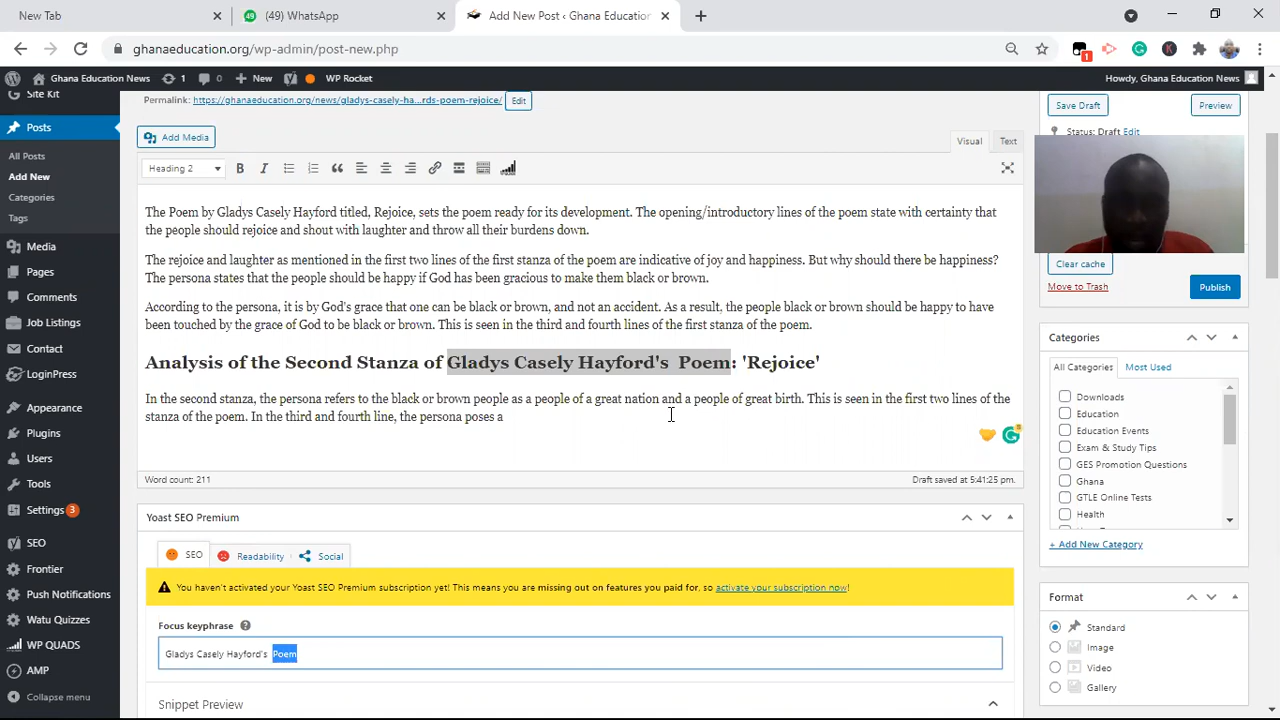 New Tab
(49) WhatsApp
Add New Post ‹ Ghana Education
ghanaeducation.org/wp-admin/post-new.php
1
Ghana Education News
1
0
New
WP Rocket
Howdy, Ghana Education News
Site Kit
Posts
All Posts
Add New
Categories
Tags
Media
Pages
Comments
Job Listings
Contact
LoginPress
Appearance
Plugins
Users
Tools
Settings 3
SEO
Frontier
Push Notifications
Watu Quizzes
WP QUADS
AMP
Collapse menu
Permalink: https://ghanaeducation.org/news/gladys-casely-ha...rds-poem-rejoice/ Edit
Add Media
Visual
Text
Heading 2
The Poem by Gladys Casely Hayford titled, Rejoice, sets the poem ready for its development. The opening/introductory lines of the poem state with certainty that
the people should rejoice and shout with laughter and throw all their burdens down.
The rejoice and laughter as mentioned in the first two lines of the first stanza of the poem are indicative of joy and happiness. But why should there be happiness?
The persona states that the people should be happy if God has been gracious to make them black or brown.
According to the persona, it is by God's grace that one can be black or brown, and not an accident. As a result, the people black or brown should be happy to have
been touched by the grace of God to be black or brown. This is seen in the third and fourth lines of the first stanza of the poem.
Analysis of the Second Stanza of Gladys Casely Hayford's Poem: 'Rejoice'
In the second stanza, the persona refers to the black or brown people as a people of a great nation and a people of great birth. This is seen in the first two lines of the
stanza of the poem. In the third and fourth line, the persona poses a
Word count: 211
Draft saved at 5:41:25 pm.
Yoast SEO Premium
SEO
Readability
Social
You haven't activated your Yoast SEO Premium subscription yet! This means you are missing out on features you paid for, so activate your subscription now!
Focus keyphrase
Gladys Casely Hayford's Poem
Snippet Preview
Save Draft
Preview
Status: Draft Edit
Clear cache
Move to Trash
Publish
Categories
All Categories
Most Used
Downloads
Education
Education Events
Exam & Study Tips
GES Promotion Questions
Ghana
GTLE Online Tests
Health
+ Add New Category
Format
Standard
Image
Video
Gallery